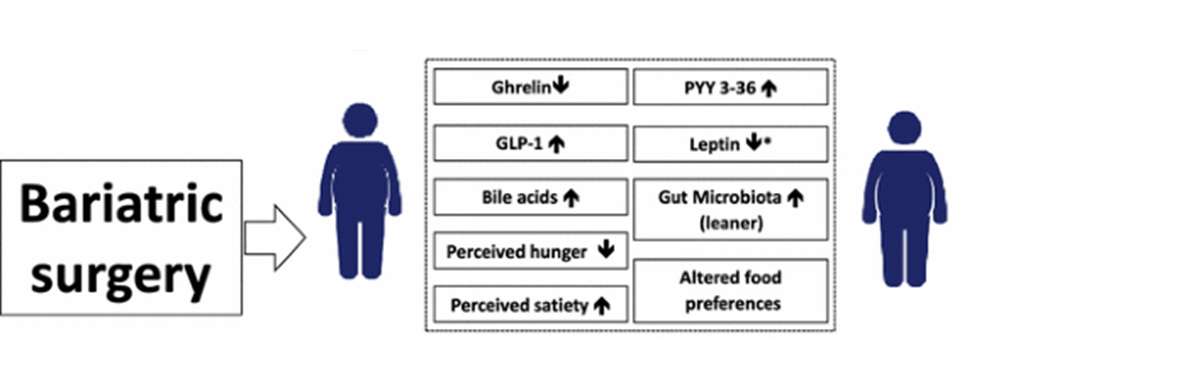 Bariatric
surgery
Ghrelin↓
GLP-1 ↑
Bile acids ↑
Perceived hunger ↓
Perceived satiety ↑
PYY 3-36 ↑
Leptin ↓*
Gut Microbiota ↑
(leaner)
Altered food
preferences